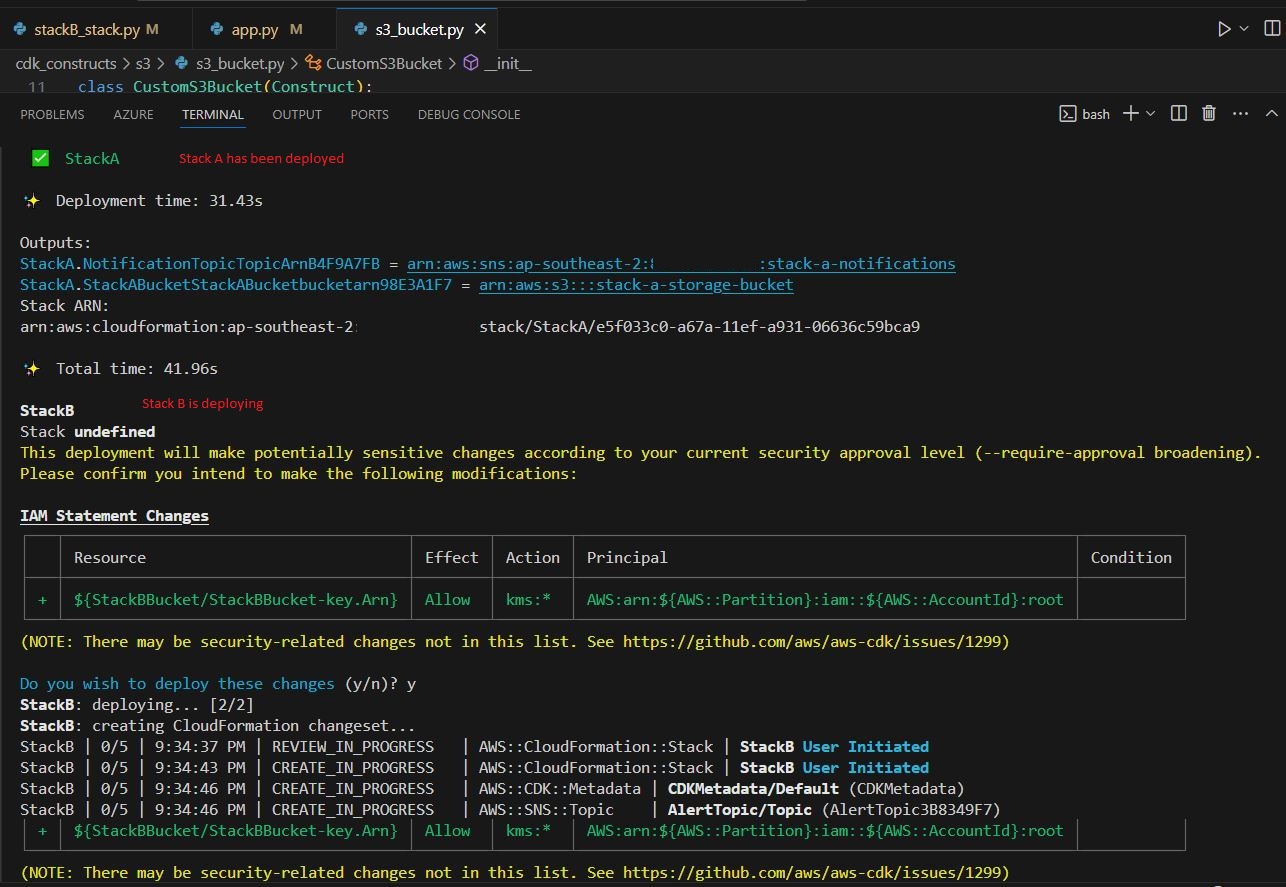 stackB_stack.py M app.py M s3_bucket.py
cdk_constructs > s3 > s3_bucket.py > CustomS3Bucket > __init__
11 class CustomS3Bucket(Construct):
PROBLEMS AZURE TERMINAL OUTPUT PORTS DEBUG CONSOLE bash
StackA Stack A has been deployed
Deployment time: 31.43s
Outputs:
StackA.NotificationTopicTopicArnB4F9A7FB = arn:aws:sns:ap-southeast-2: :stack-a-notifications
StackA.StackABucketStackABucketbucketarn98E3A1F7 = arn:aws:s3:::stack-a-storage-bucket
Stack ARN:
arn:aws:cloudformation:ap-southeast-2: stack/StackA/e5f033c0-a67a-11ef-a931-06636c59bca9
Total time: 41.96s
StackB Stack B is deploying
Stack undefined
This deployment will make potentially sensitive changes according to your current security approval level (--require-approval broadening).
Please confirm you intend to make the following modifications:
IAM Statement Changes
Resource Effect Action Principal Condition
+ ${StackBBucket/StackBBucket-key.Arn} Allow kms:* AWS:arn:${AWS::Partition}:iam::${AWS::AccountId}:root
(NOTE: There may be security-related changes not in this list. See https://github.com/aws/aws-cdk/issues/1299)
Do you wish to deploy these changes (y/n)? y
StackB: deploying... [2/2]
StackB: creating CloudFormation changeset...
StackB | 0/5 | 9:34:37 PM | REVIEW_IN_PROGRESS | AWS::CloudFormation::Stack | StackB User Initiated
StackB | 0/5 | 9:34:43 PM | CREATE_IN_PROGRESS | AWS::CloudFormation::Stack | StackB User Initiated
StackB | 0/5 | 9:34:46 PM | CREATE_IN_PROGRESS | AWS::CDK::Metadata | CDKMetadata/Default (CDKMetadata)
StackB | 0/5 | 9:34:46 PM | CREATE_IN_PROGRESS | AWS::SNS::Topic | AlertTopic/Topic (AlertTopic3B8349F7)
+ ${StackBBucket/StackBBucket-key.Arn} Allow kms:* AWS:arn:${AWS::Partition}:iam::${AWS::AccountId}:root
(NOTE: There may be security-related changes not in this list. See https://github.com/aws/aws-cdk/issues/1299)